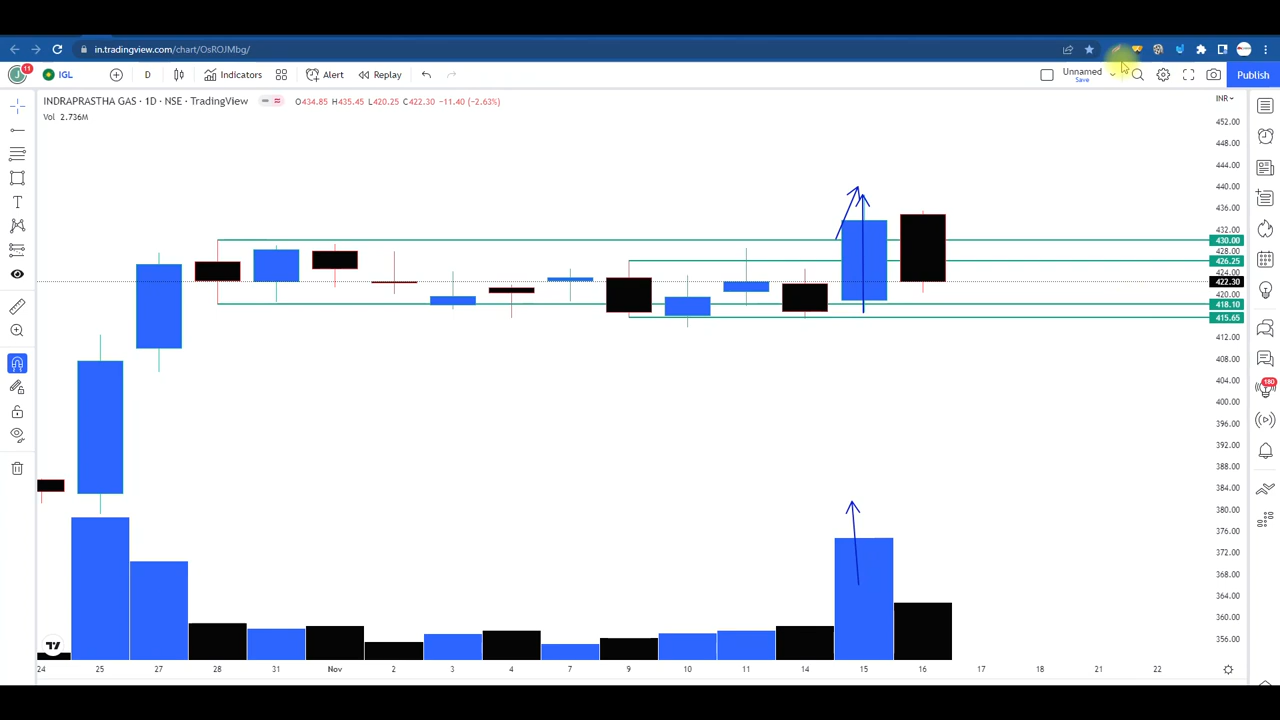 in.tradingview.com/chart/OsROJMbg/
11
IGL
D
Indicators
Alert
Replay
Unnamed
Save
Publish
INDRAPRASTHA GAS · 1D · NSE · TradingView
O434.85 H435.45 L420.25 C422.30 −11.40 (−2.63%)
INR
Vol 2.736M
452.00
448.00
444.00
440.00
436.00
432.00
430.00
428.00
426.25
424.00
422.30
420.00
418.10
415.65
412.00
408.00
404.00
400.00
396.00
392.00
388.00
384.00
380.00
376.00
372.00
368.00
364.00
360.00
356.00
180
24 25 27 28 31 Nov 2 3 4 7 9 10 11 14 15 16 17 18 21 22